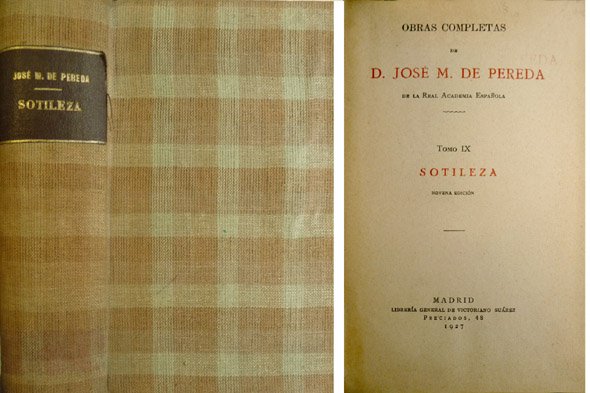 JOSÉ M. DE PEREDA
SOTILEZA
OBRAS COMPLETAS
DE
D. JOSÉ M. DE PEREDA
DE LA REAL ACADEMIA ESPAÑOLA
TOMO IX
SOTILEZA
NOVENA EDICIÓN
MADRID
LIBRERÍA GENERAL DE VICTORIANO SUÁREZ
PRECIADOS, 48
1927